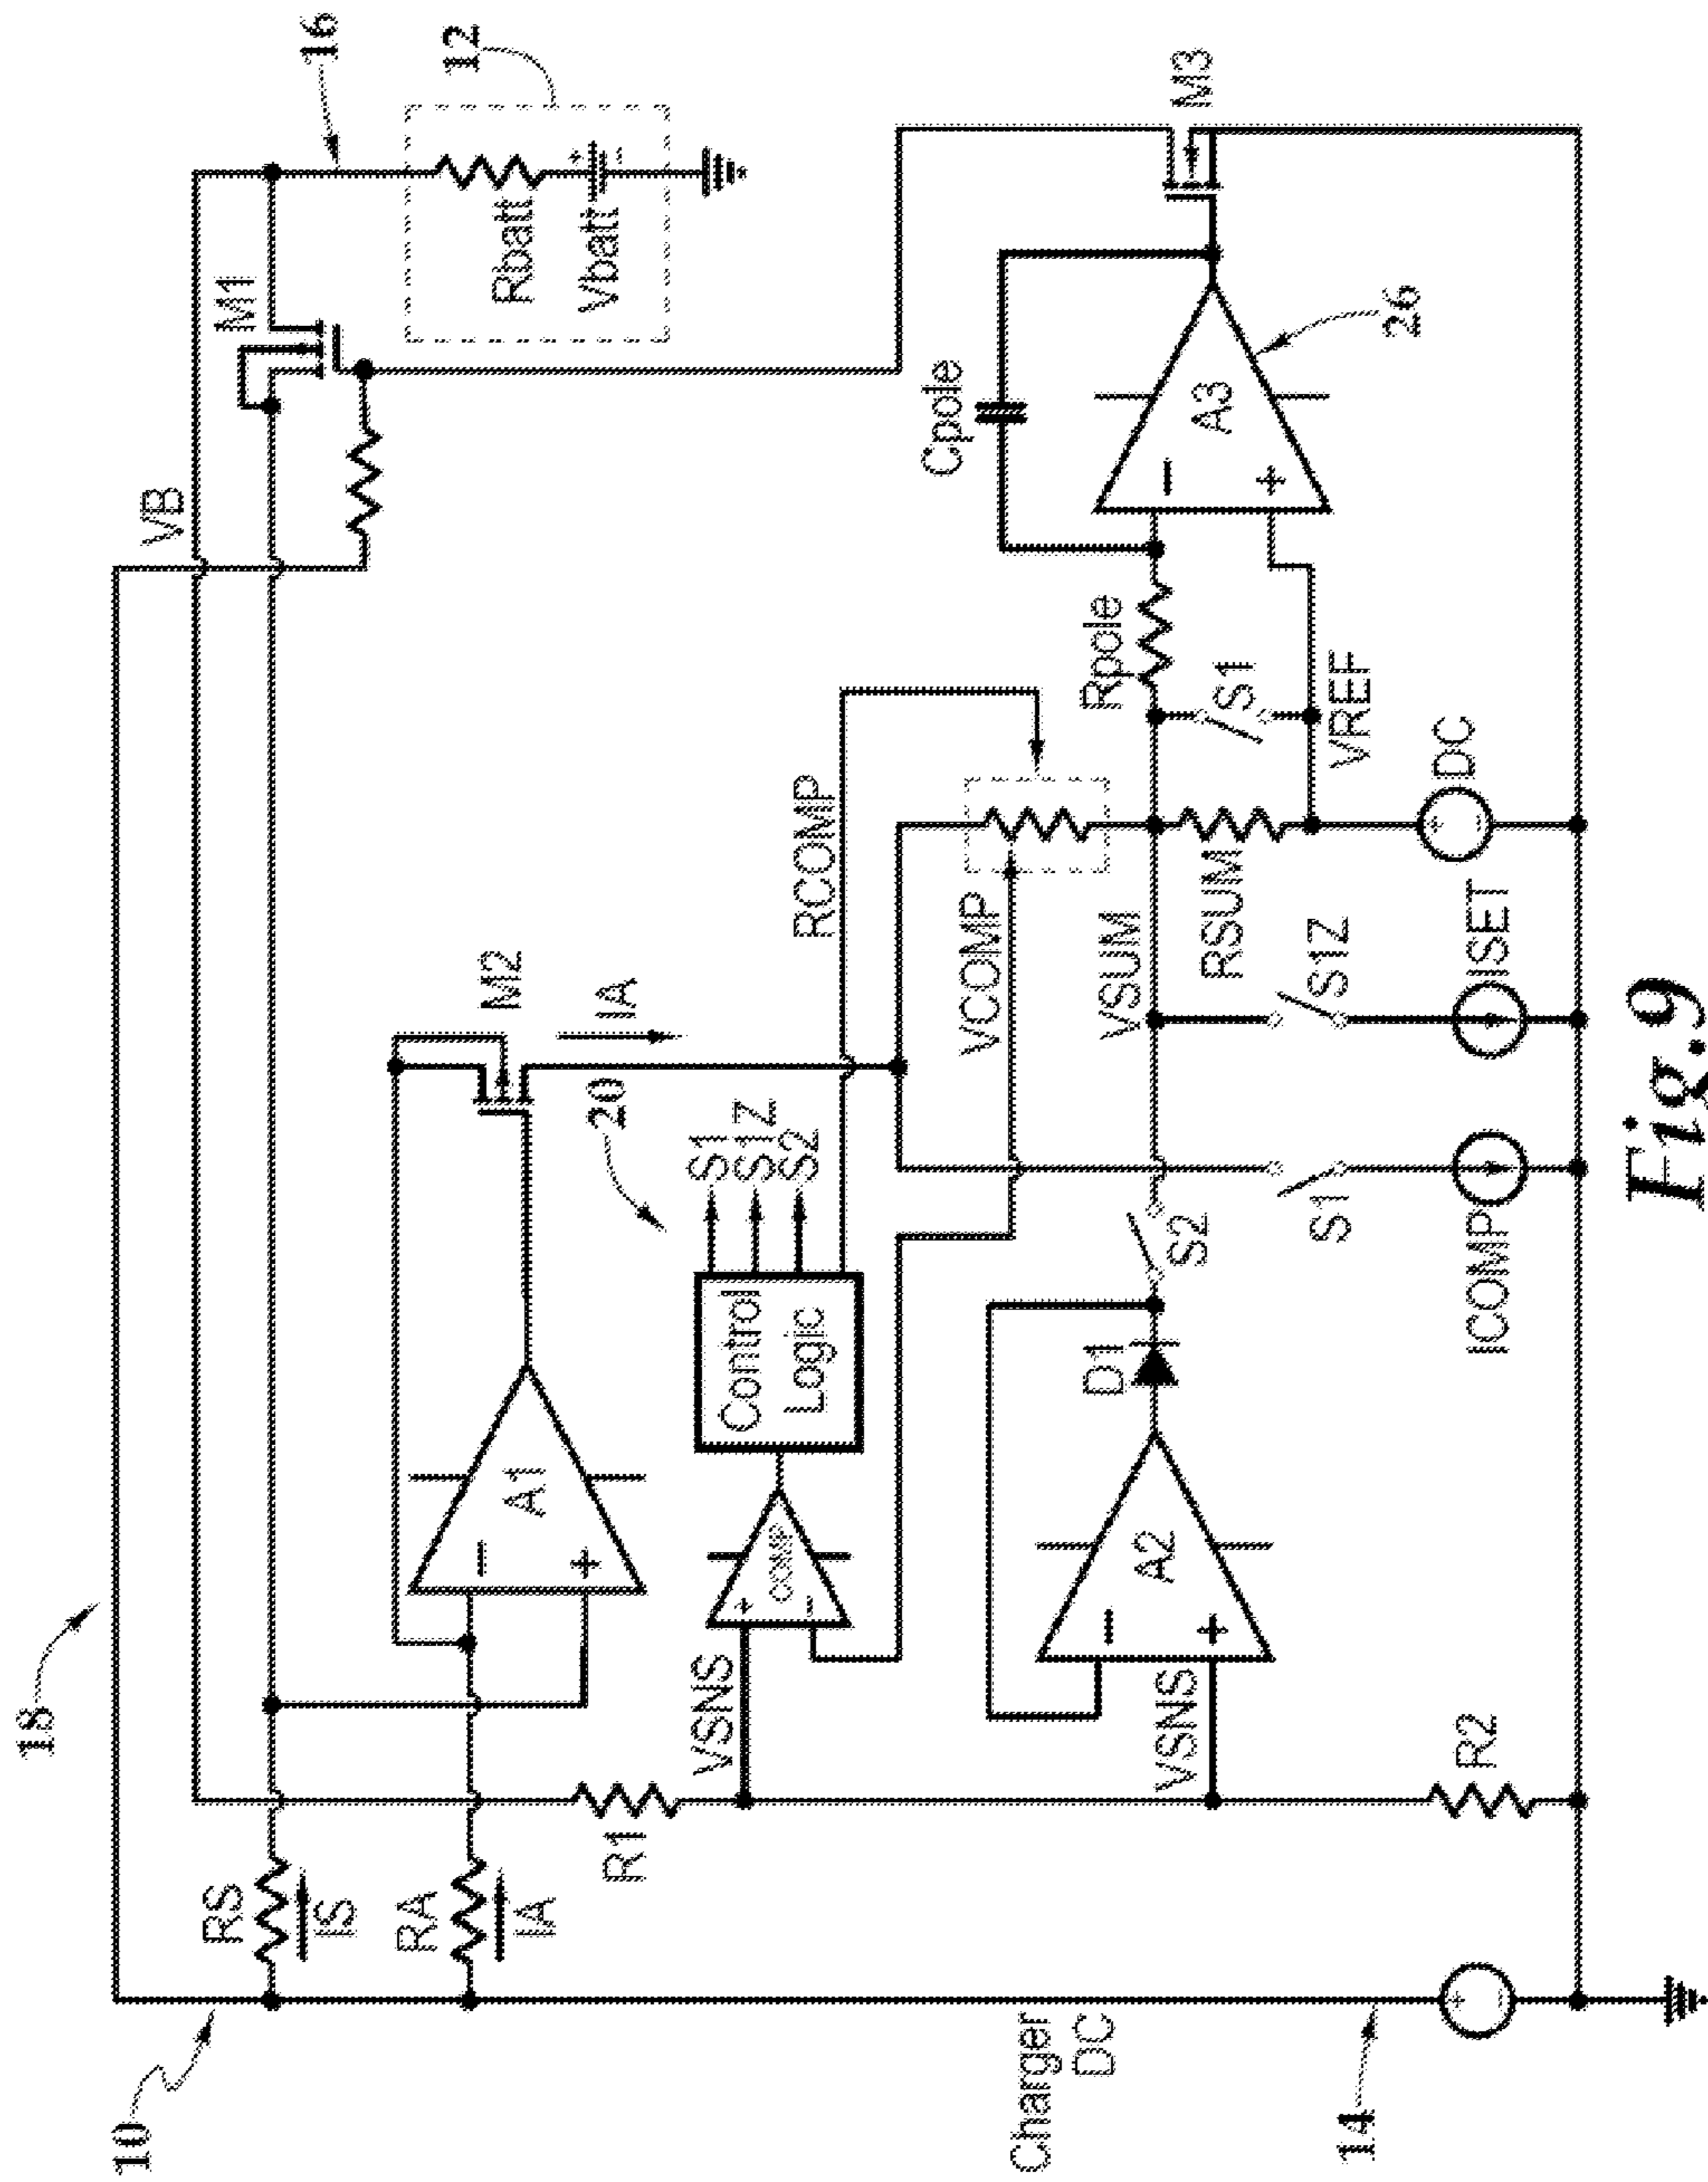 10
18
16
12
VB
M1
Rbatt
Vbatt
+
-
RS
IS
RA
IA
A1
-
+
M2
IA
20
R1
VSNS
COMP
+
-
Control
Logic
S1
S1Z
S2
RCOMP
VCOMP
Cpole
M3
VSNS
A2
-
+
D1
S2
VSUM
RSUM
Rpole
S1
A3
-
+
26
VREF
S1
S1Z
Charger
DC
14
+
-
R2
ICOMP
ISET
DC
+
-
Fig.9